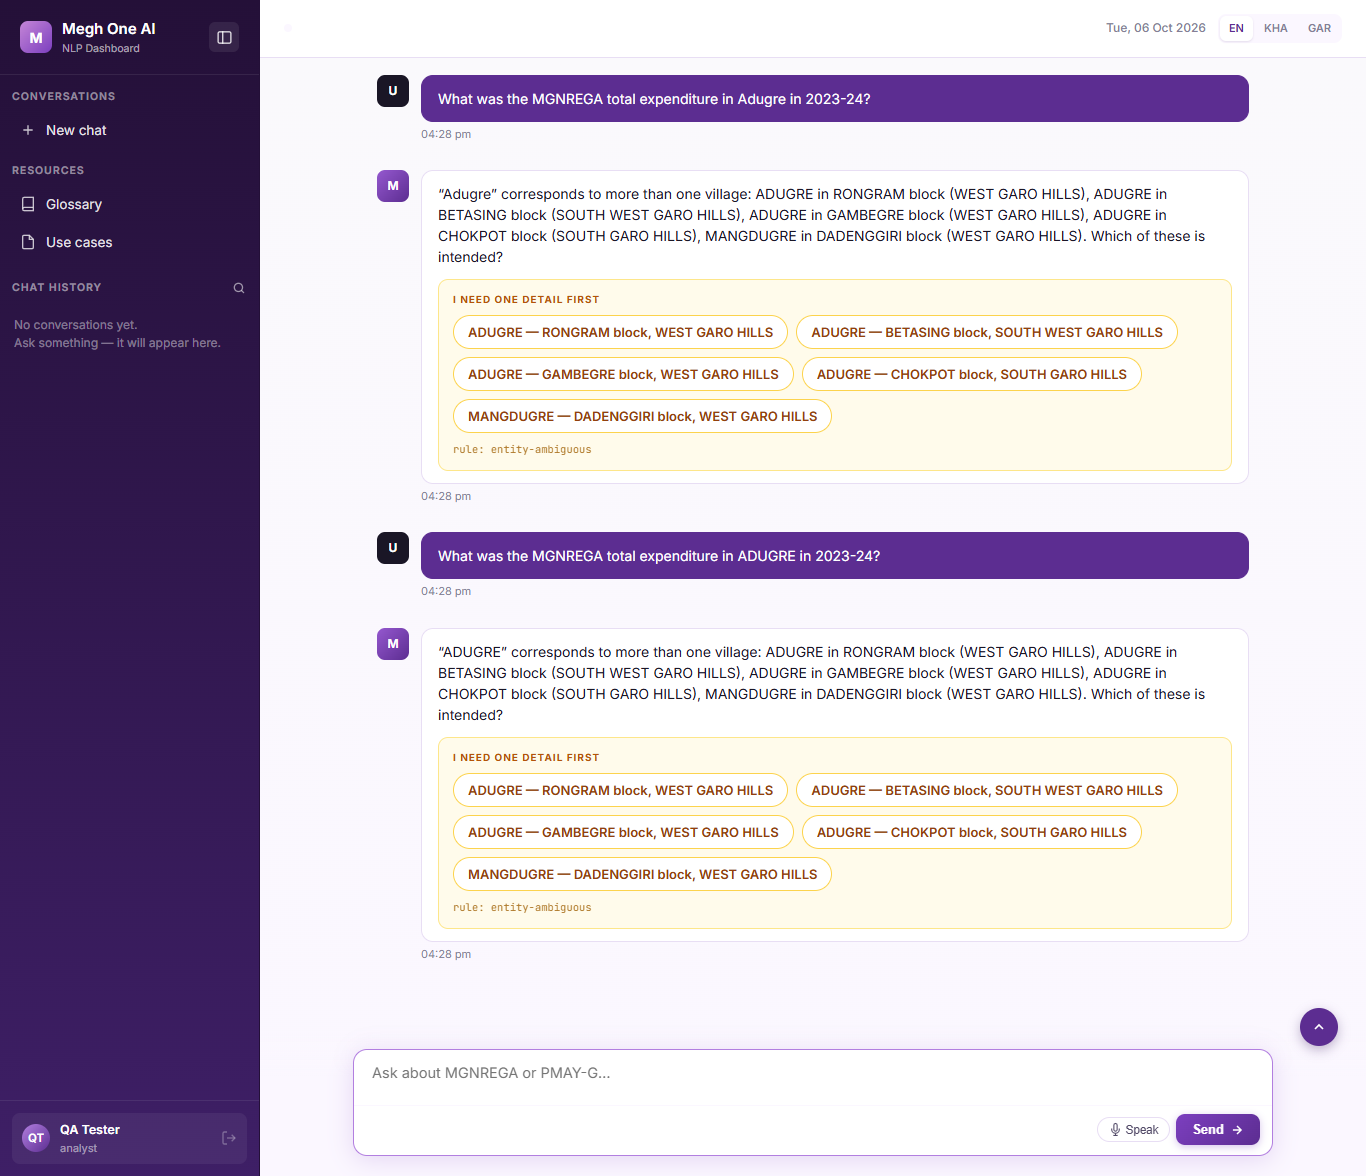 M
Megh One AI
NLP Dashboard
CONVERSATIONS
+ New chat
RESOURCES
Glossary
Use cases
CHAT HISTORY
No conversations yet.
Ask something — it will appear here.
QT
QA Tester
analyst
Tue, 06 Oct 2026
EN
KHA
GAR
U
What was the MGNREGA total expenditure in Adugre in 2023-24?
04:28 pm
M
“Adugre” corresponds to more than one village: ADUGRE in RONGRAM block (WEST GARO HILLS), ADUGRE in
BETASING block (SOUTH WEST GARO HILLS), ADUGRE in GAMBEGRE block (WEST GARO HILLS), ADUGRE in
CHOKPOT block (SOUTH GARO HILLS), MANGDUGRE in DADENGGIRI block (WEST GARO HILLS). Which of these is
intended?
I NEED ONE DETAIL FIRST
ADUGRE — RONGRAM block, WEST GARO HILLS
ADUGRE — BETASING block, SOUTH WEST GARO HILLS
ADUGRE — GAMBEGRE block, WEST GARO HILLS
ADUGRE — CHOKPOT block, SOUTH GARO HILLS
MANGDUGRE — DADENGGIRI block, WEST GARO HILLS
rule: entity-ambiguous
04:28 pm
U
What was the MGNREGA total expenditure in ADUGRE in 2023-24?
04:28 pm
M
“ADUGRE” corresponds to more than one village: ADUGRE in RONGRAM block (WEST GARO HILLS), ADUGRE in
BETASING block (SOUTH WEST GARO HILLS), ADUGRE in GAMBEGRE block (WEST GARO HILLS), ADUGRE in
CHOKPOT block (SOUTH GARO HILLS), MANGDUGRE in DADENGGIRI block (WEST GARO HILLS). Which of these is
intended?
I NEED ONE DETAIL FIRST
ADUGRE — RONGRAM block, WEST GARO HILLS
ADUGRE — BETASING block, SOUTH WEST GARO HILLS
ADUGRE — GAMBEGRE block, WEST GARO HILLS
ADUGRE — CHOKPOT block, SOUTH GARO HILLS
MANGDUGRE — DADENGGIRI block, WEST GARO HILLS
rule: entity-ambiguous
04:28 pm
Ask about MGNREGA or PMAY-G...
Speak
Send →